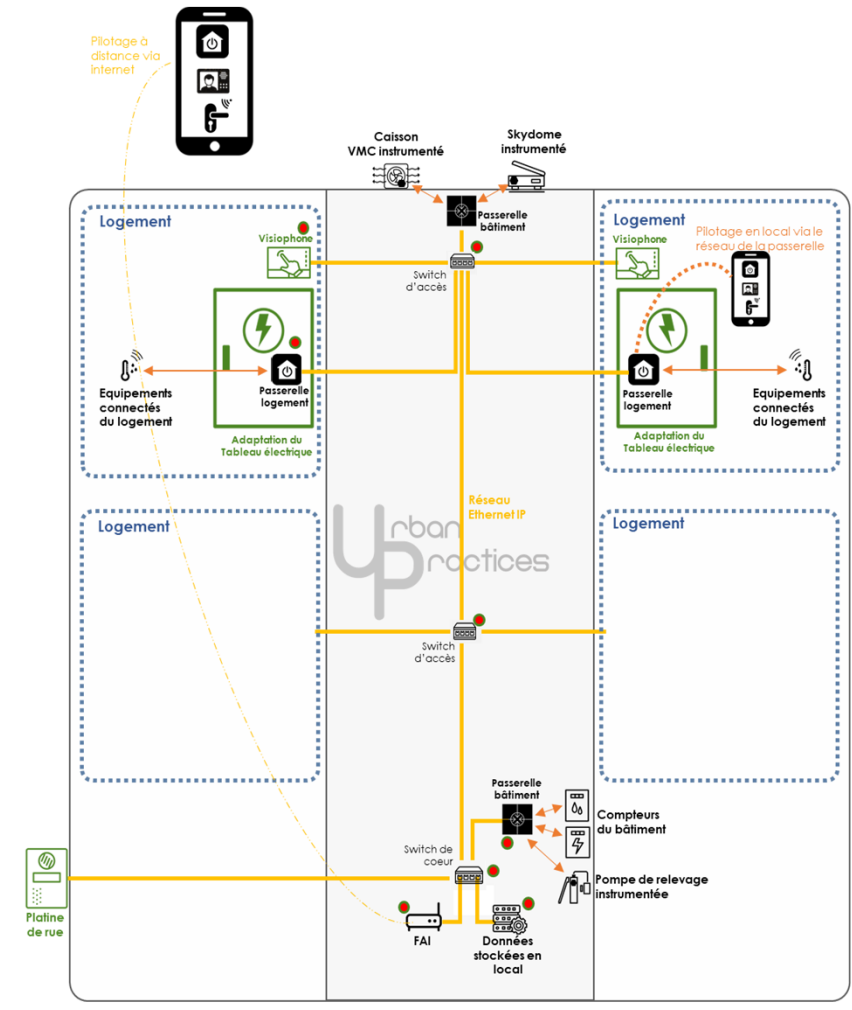 Pilotage à
distance via
internet
Caisson
VMC instrumenté
Skydome
instrumenté
Passerelle
bâtiment
Logement
Visiophone
Switch
d'accès
Logement
Visiophone
Pilotage en local via le
réseau de la passerelle
Equipements
connectés
du logement
Passerelle
logement
Adaptation du
Tableau électrique
Passerelle
logement
Adaptation du
Tableau électrique
Equipements
connectés
du logement
Réseau
Ethernet IP
Logement
Logement
Urban
Practices
Switch
d'accès
Passerelle
bâtiment
Compteurs
du bâtiment
Switch de
coeur
Pompe de relevage
instrumentée
Platine
de rue
FAI
Données
stockées en
local